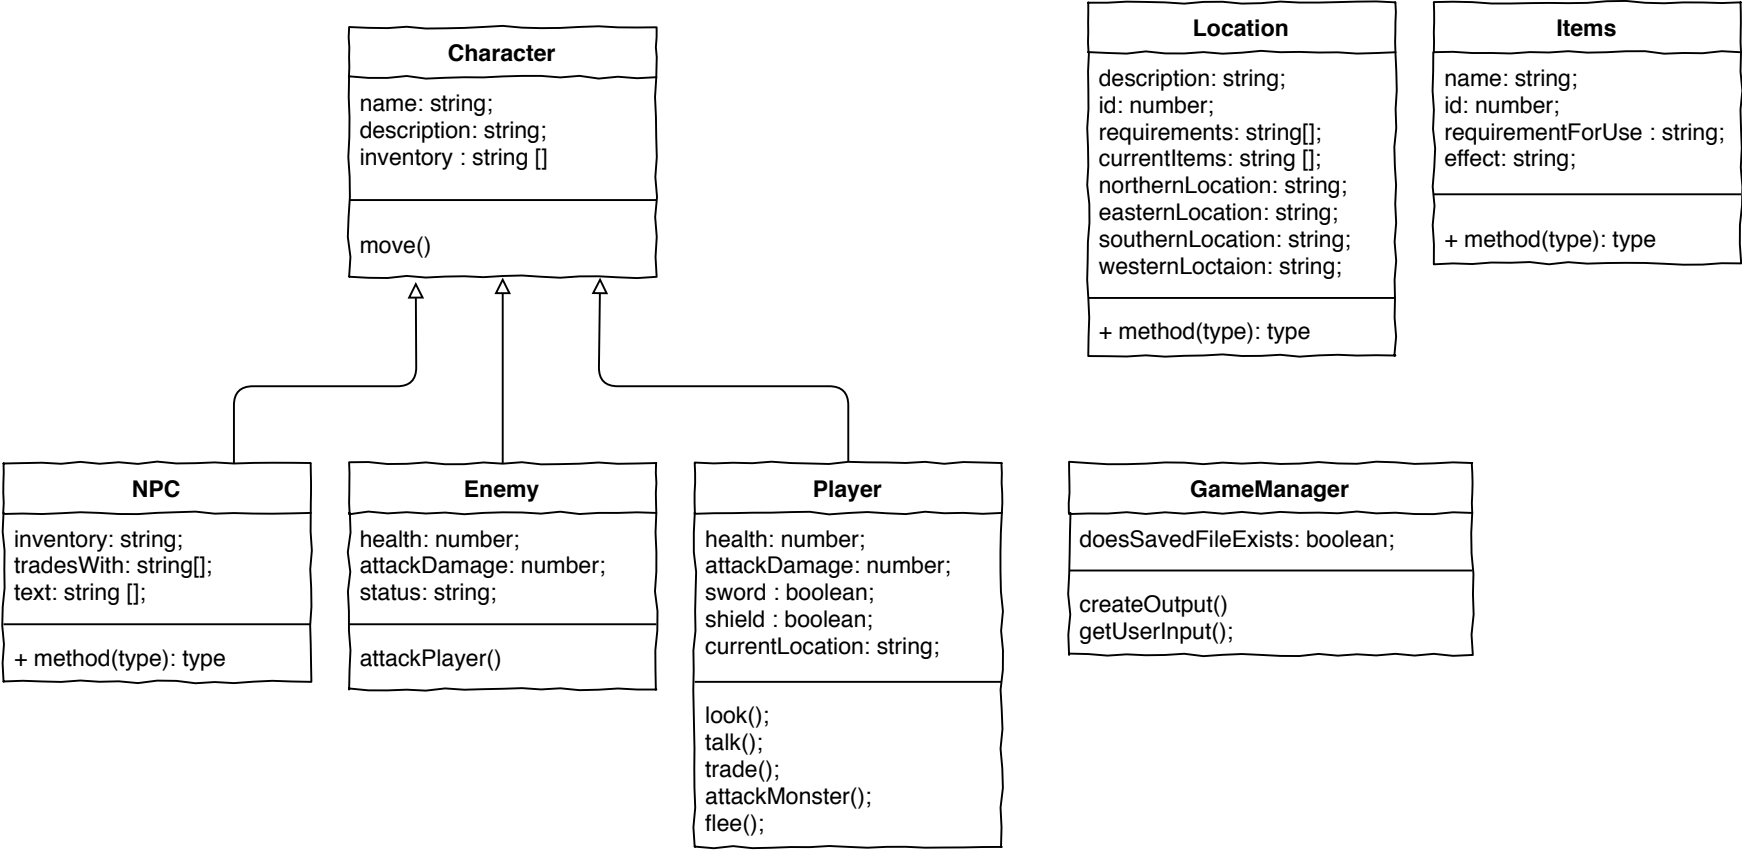 Character
name: string;
description: string;
inventory : string []
move()
Location
description: string;
id: number;
requirements: string[];
currentItems: string [];
northernLocation: string;
easternLocation: string;
southernLocation: string;
westernLoctaion: string;
+ method(type): type
Items
name: string;
id: number;
requirementForUse : string;
effect: string;
+ method(type): type
NPC
inventory: string;
tradesWith: string[];
text: string [];
+ method(type): type
Enemy
health: number;
attackDamage: number;
status: string;
attackPlayer()
Player
health: number;
attackDamage: number;
sword : boolean;
shield : boolean;
currentLocation: string;
look();
talk();
trade();
attackMonster();
flee();
GameManager
doesSavedFileExists: boolean;
createOutput()
getUserInput();